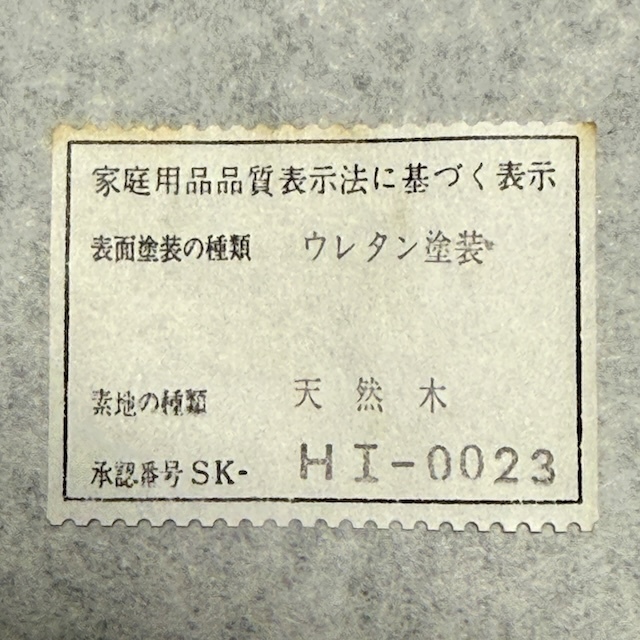 家庭用品品質表示法に基づく表示
表面塗装の種類 ウレタン塗装
素地の種類 天然木
承認番号 SK- HI-0023